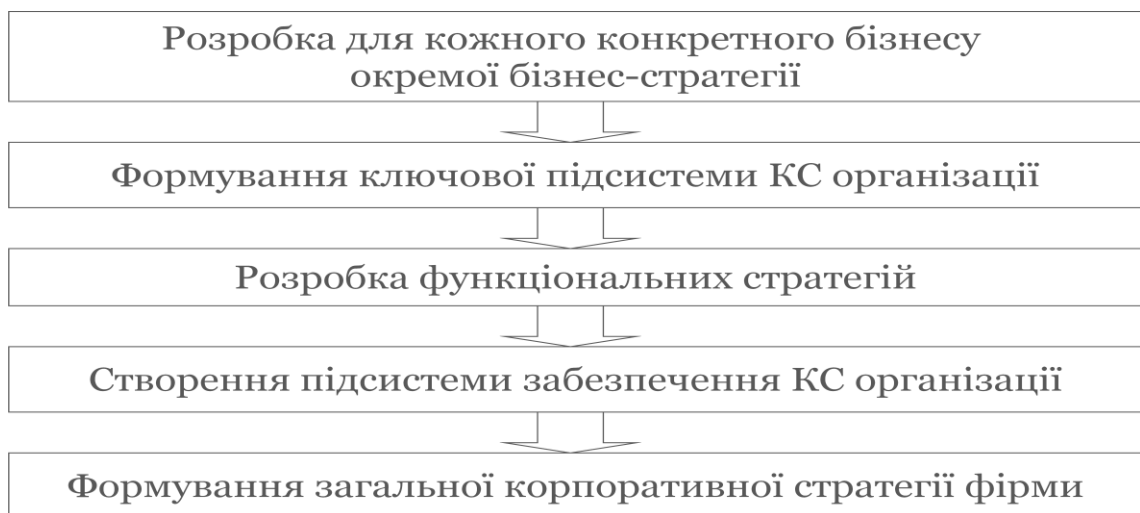 Розробка для кожного конкретного бізнесу
окремої бізнес-стратегії
Формування ключової підсистеми КС організації
Розробка функціональних стратегій
Створення підсистеми забезпечення КС організації
Формування загальної корпоративної стратегії фірми